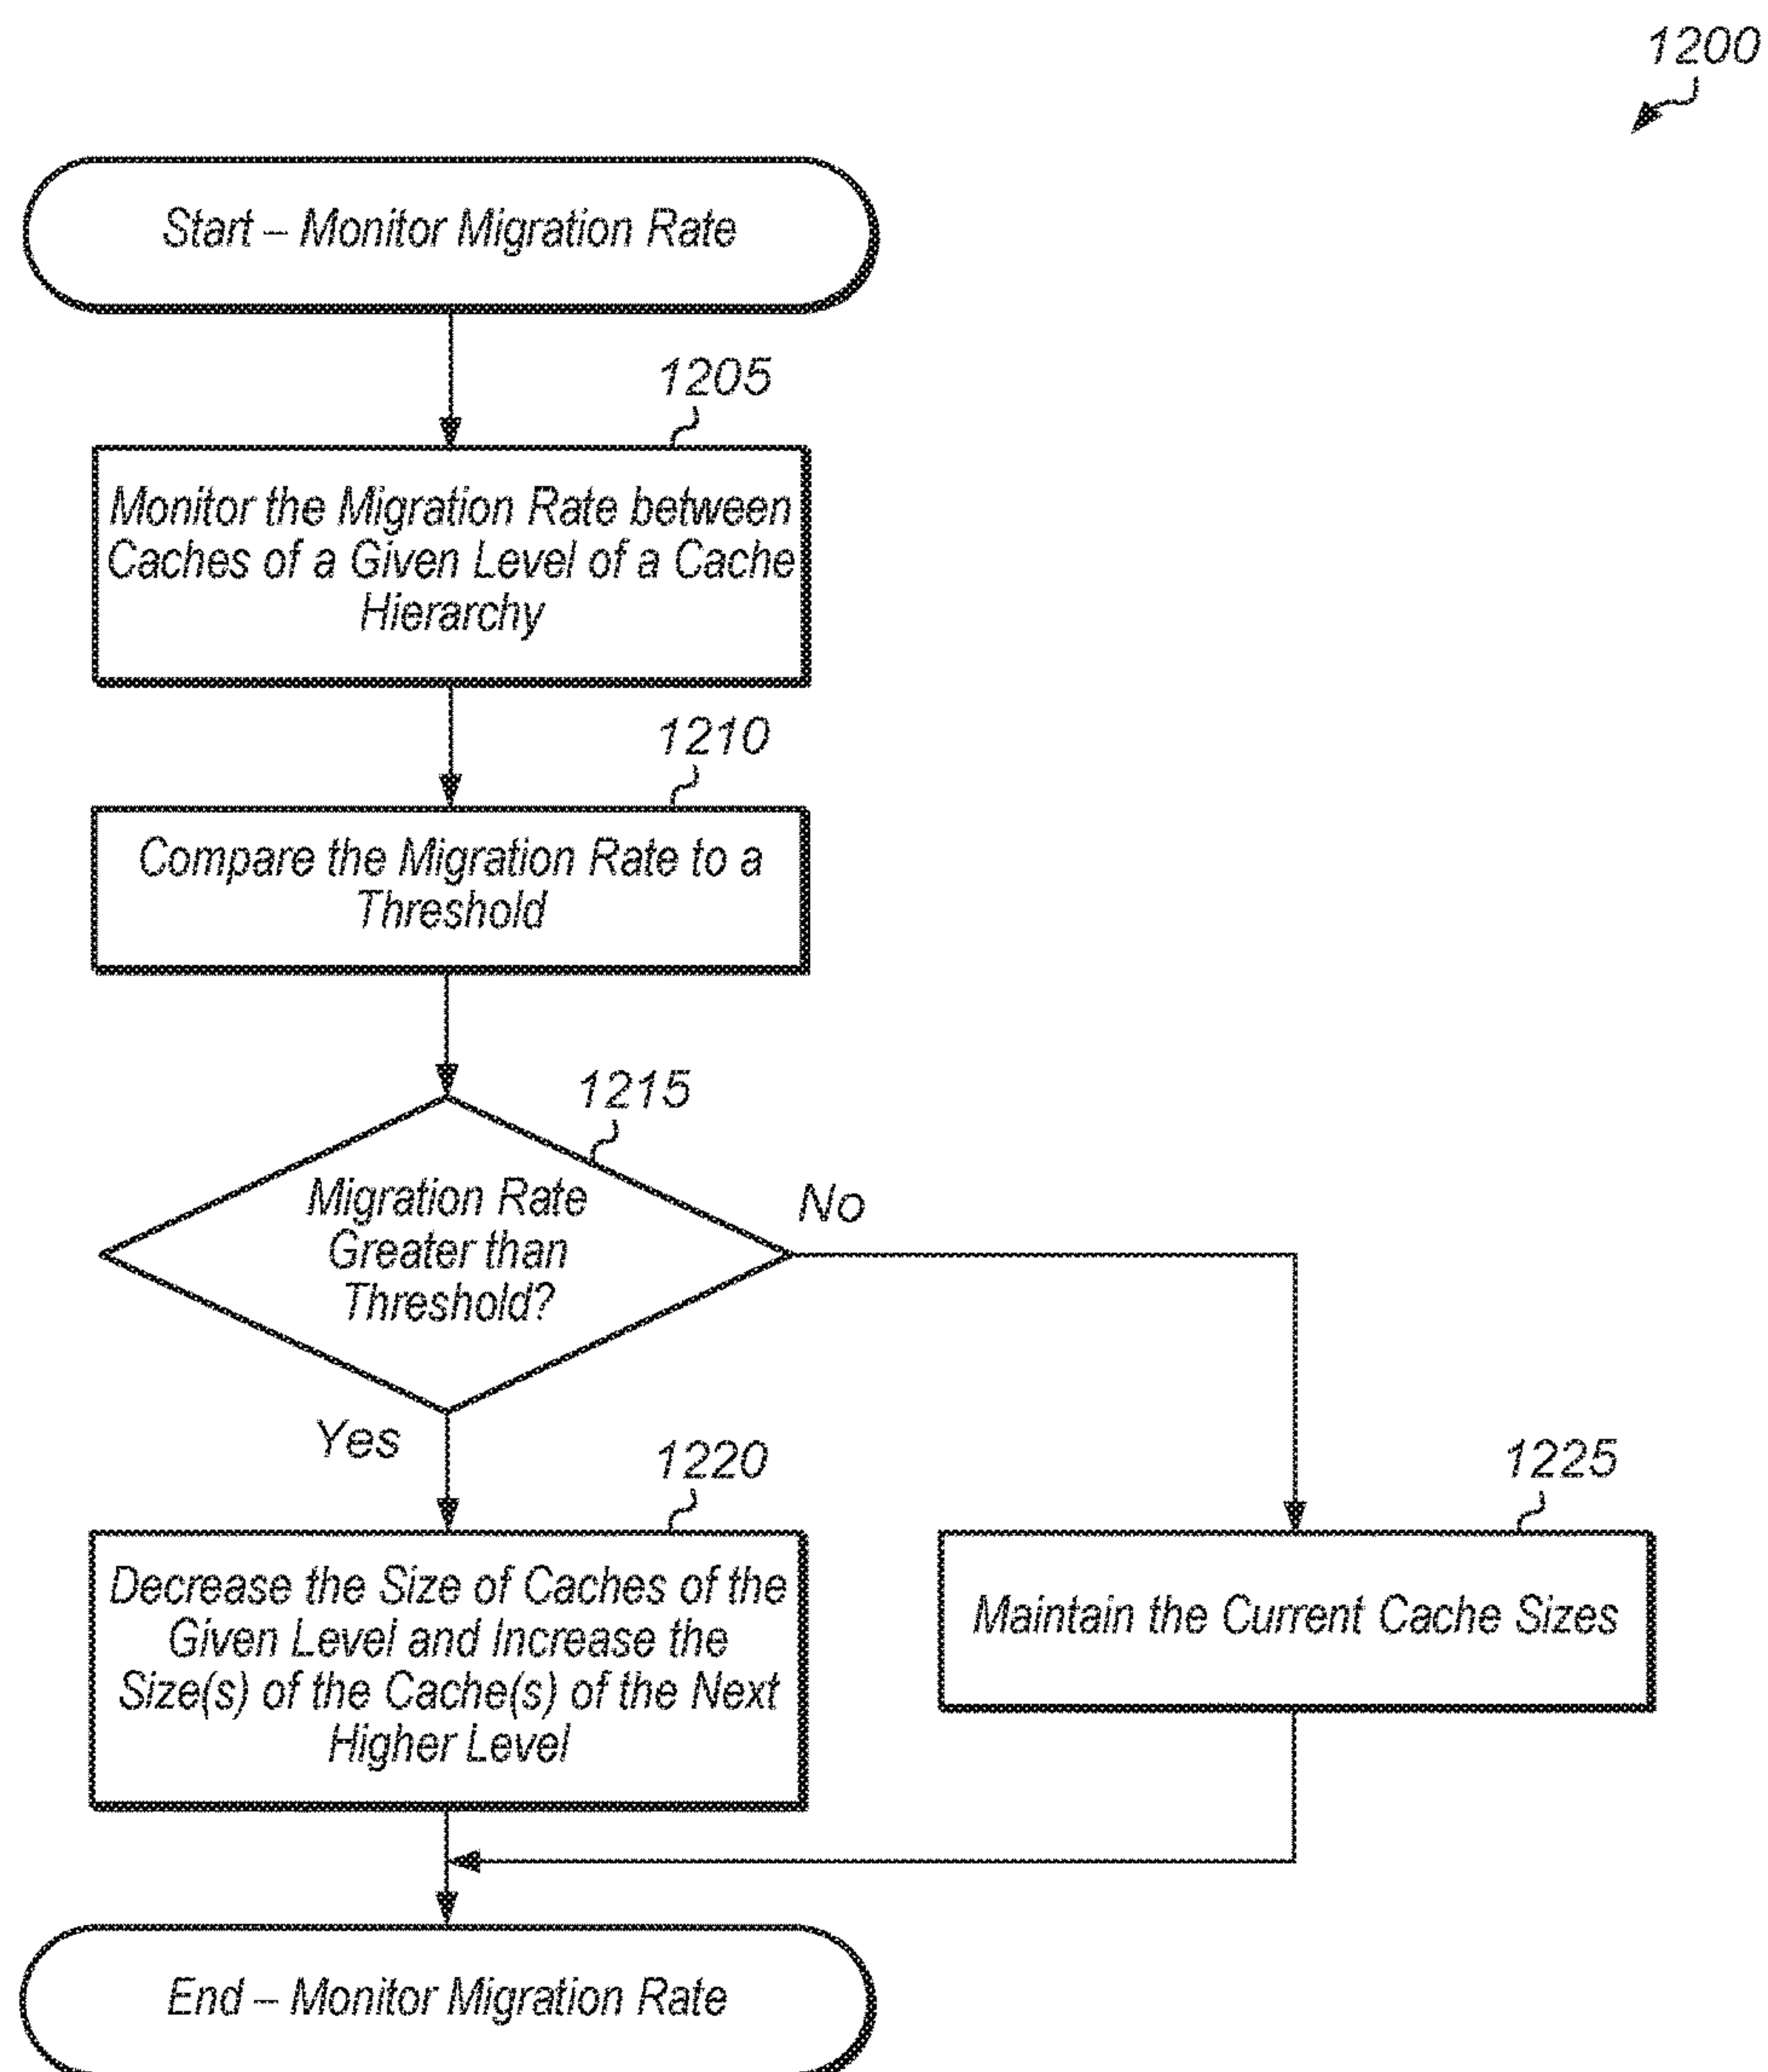 1200
Start – Monitor Migration Rate
1205
Monitor the Migration Rate between
Caches of a Given Level of a Cache
Hierarchy
1210
Compare the Migration Rate to a
Threshold
1215
Migration Rate
Greater than
Threshold?
No
Yes
1220
Decrease the Size of Caches of the
Given Level and Increase the
Size(s) of the Cache(s) of the Next
Higher Level
1225
Maintain the Current Cache Sizes
End – Monitor Migration Rate